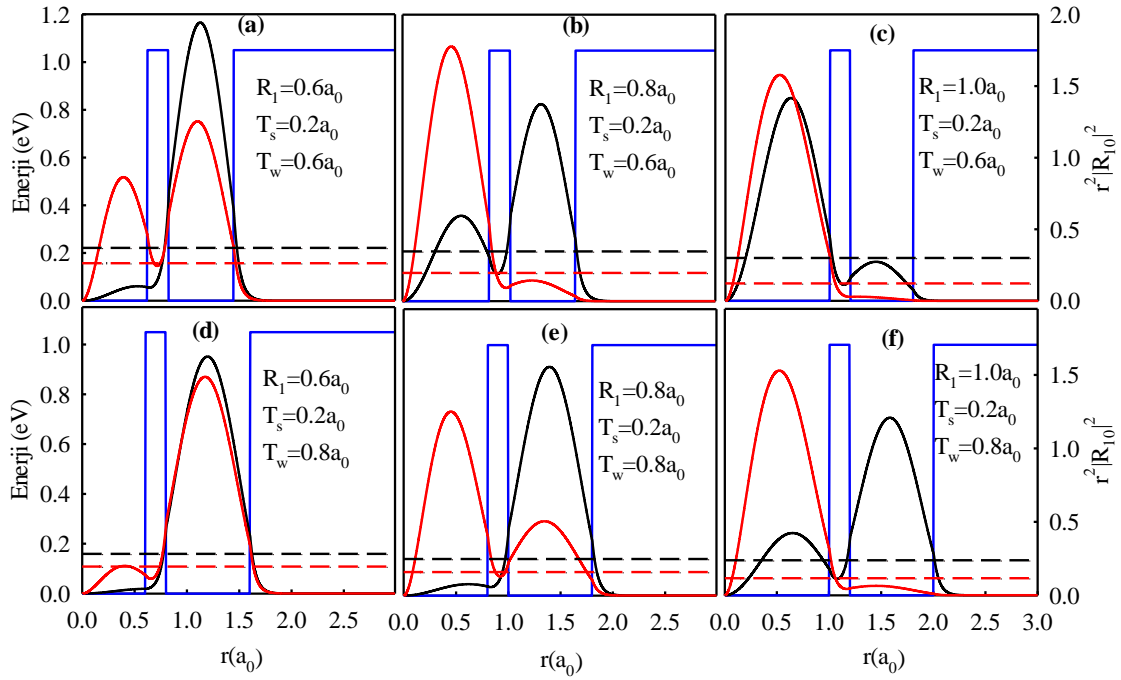 (a)
R1=0.6a0
Ts=0.2a0
Tw=0.6a0
Enerji (eV)
1.2
1.0
0.8
0.6
0.4
0.2
0.0
(b)
R1=0.8a0
Ts=0.2a0
Tw=0.6a0
(c)
R1=1.0a0
Ts=0.2a0
Tw=0.6a0
2.0
1.5
1.0
0.5
0.0
r2|R10|2
(d)
R1=0.6a0
Ts=0.2a0
Tw=0.8a0
Enerji (eV)
1.0
0.8
0.6
0.4
0.2
0.0
0.0 0.5 1.0 1.5 2.0 2.5
r(a0)
(e)
R1=0.8a0
Ts=0.2a0
Tw=0.8a0
0.0 0.5 1.0 1.5 2.0 2.5
r(a0)
(f)
R1=1.0a0
Ts=0.2a0
Tw=0.8a0
1.5
1.0
0.5
0.0
r2|R10|2
0.0 0.5 1.0 1.5 2.0 2.5 3.0
r(a0)